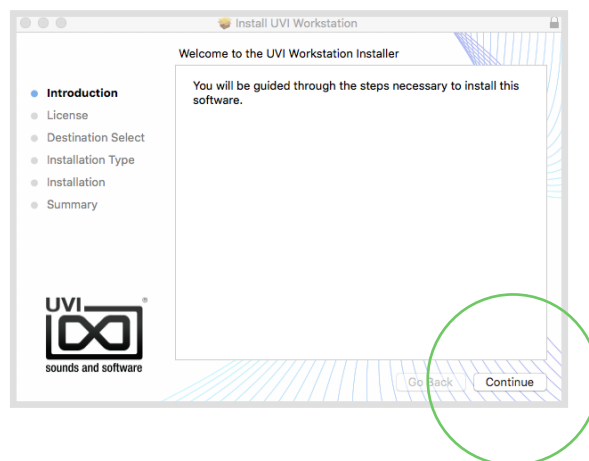 Install UVI Workstation
Welcome to the UVI Workstation Installer
Introduction
License
Destination Select
Installation Type
Installation
Summary
You will be guided through the steps necessary to install this
software.
UVI®
sounds and software
Go Back
Continue